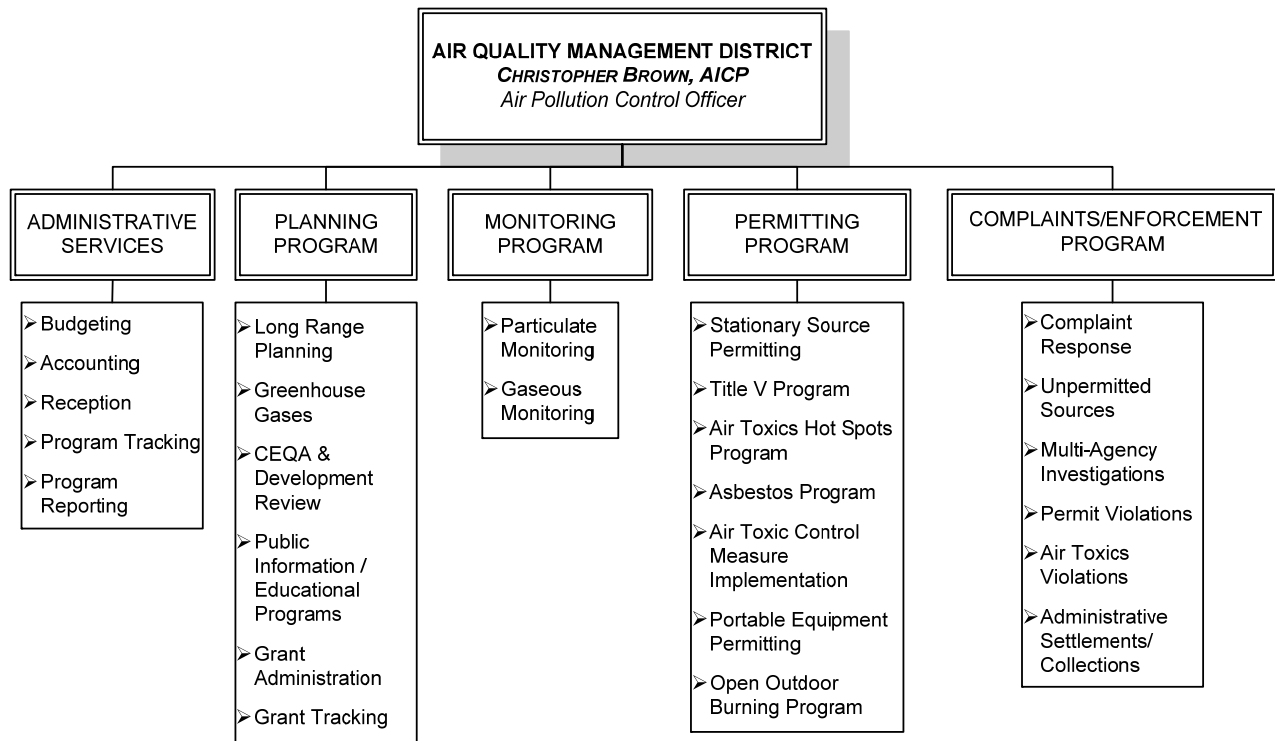 AIR QUALITY MANAGEMENT DISTRICT
CHRISTOPHER BROWN, AICP
Air Pollution Control Officer
ADMINISTRATIVE
SERVICES
Budgeting
Accounting
Reception
Program Tracking
Program
Reporting
PLANNING
PROGRAM
Long Range
Planning
Greenhouse
Gases
CEQA &
Development
Review
Public
Information /
Educational
Programs
Grant
Administration
Grant Tracking
MONITORING
PROGRAM
Particulate
Monitoring
Gaseous
Monitoring
PERMITTING
PROGRAM
Stationary Source
Permitting
Title V Program
Air Toxics Hot Spots
Program
Asbestos Program
Air Toxic Control
Measure
Implementation
Portable Equipment
Permitting
Open Outdoor
Burning Program
COMPLAINTS/ENFORCEMENT
PROGRAM
Complaint
Response
Unpermitted
Sources
Multi-Agency
Investigations
Permit Violations
Air Toxics
Violations
Administrative
Settlements/
Collections